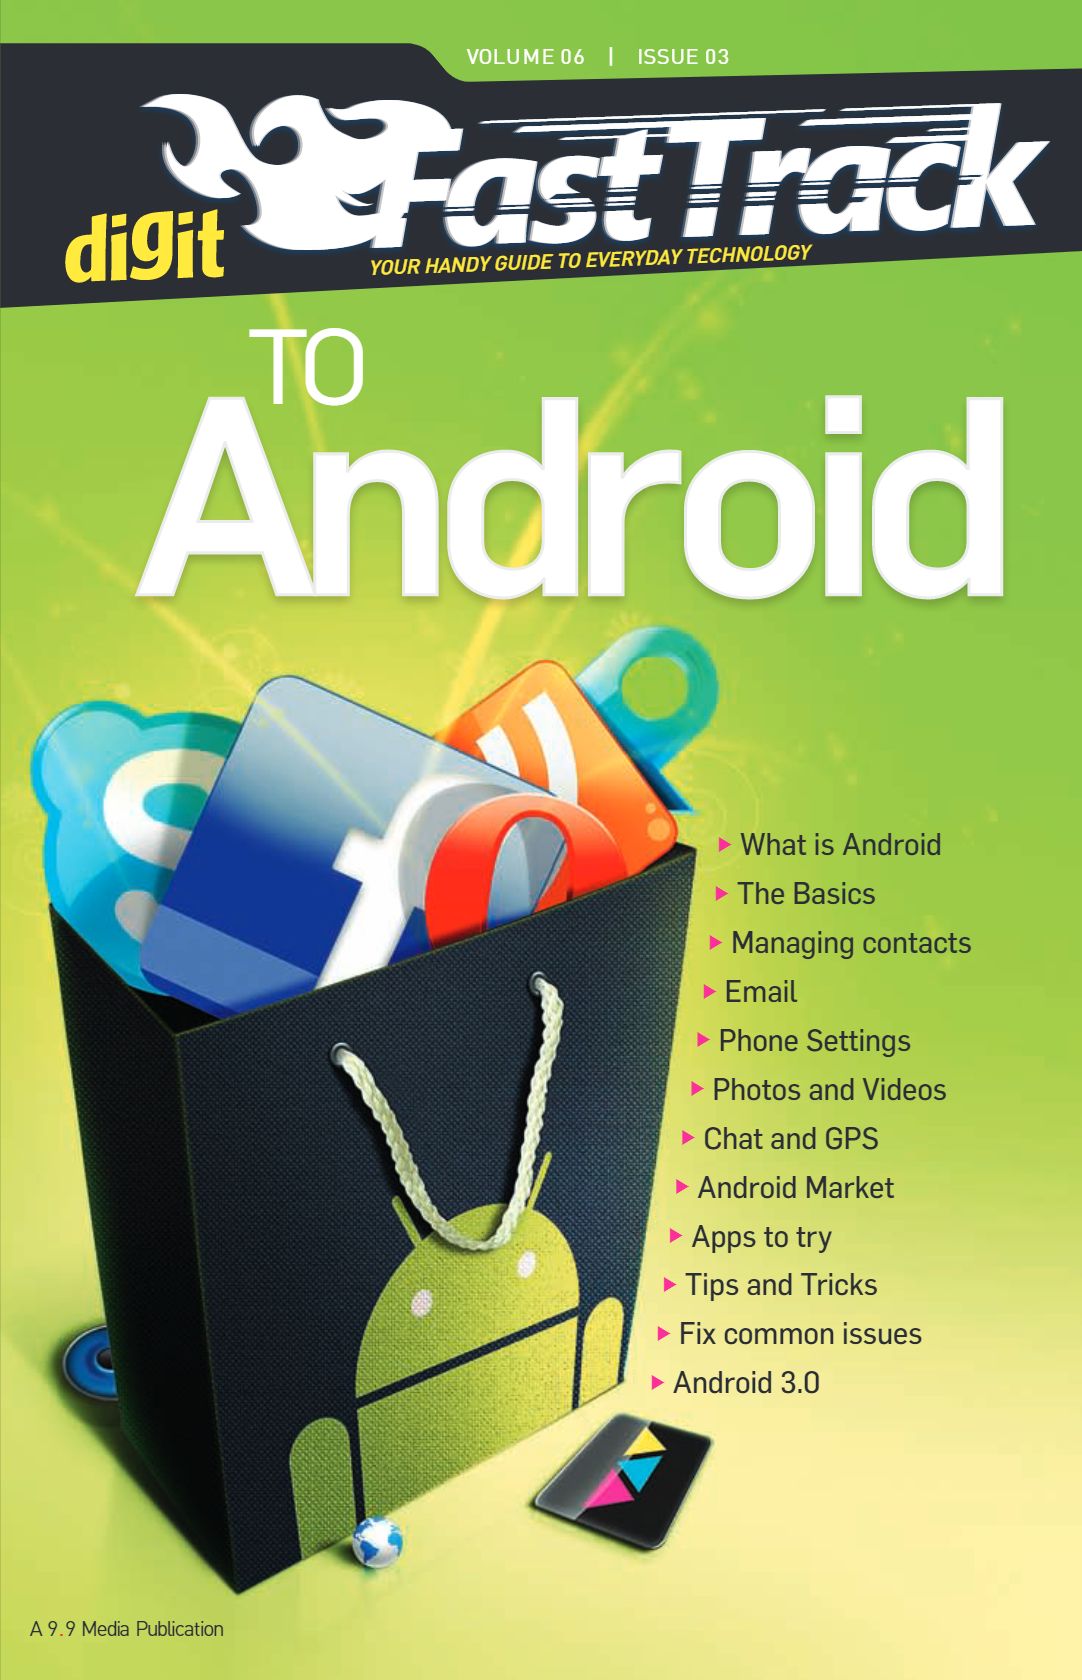 VOLUME 06 | ISSUE 03
digit
FastTrack
YOUR HANDY GUIDE TO EVERYDAY TECHNOLOGY
TO
Android
What is Android
The Basics
Managing contacts
Email
Phone Settings
Photos and Videos
Chat and GPS
Android Market
Apps to try
Tips and Tricks
Fix common issues
Android 3.0
A 9.9 Media Publication